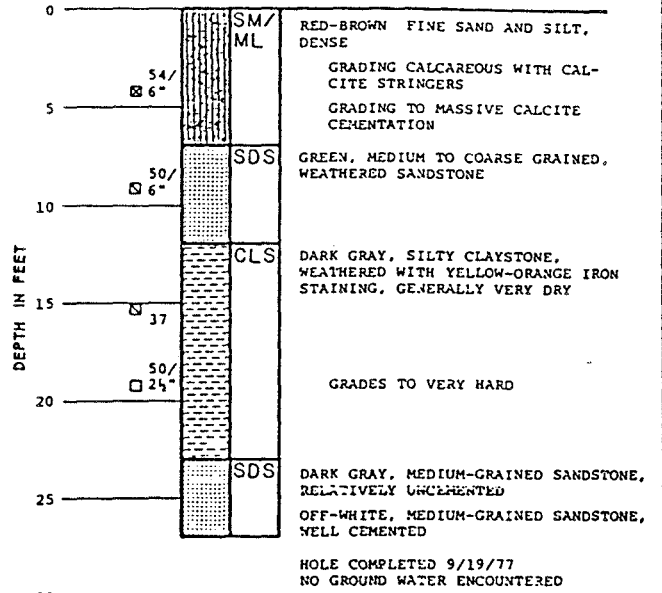 0
SM/
ML
RED-BROWN FINE SAND AND SILT,
DENSE
GRADING CALCAREOUS WITH CAL-
CITE STRINGERS
54/
6"
5
GRADING TO MASSIVE CALCITE
CEMENTATION
SDS
GREEN, MEDIUM TO COARSE GRAINED,
WEATHERED SANDSTONE
50/
6"
10
DEPTH IN FEET
CLS
DARK GRAY, SILTY CLAYSTONE,
WEATHERED WITH YELLOW-ORANGE IRON
STAINING, GENERALLY VERY DRY
15
37
50/
2½"
GRADES TO VERY HARD
20
SDS
DARK GRAY, MEDIUM-GRAINED SANDSTONE,
RELATIVELY UNCEMENTED
25
OFF-WHITE, MEDIUM-GRAINED SANDSTONE,
WELL CEMENTED
HOLE COMPLETED 9/19/77
NO GROUND WATER ENCOUNTERED